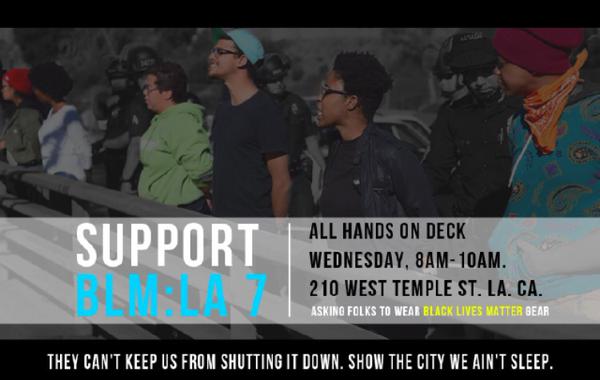 SUPPORT
BLM:LA 7
ALL HANDS ON DECK
WEDNESDAY, 8AM-10AM.
210 WEST TEMPLE ST. LA. CA.
ASKING FOLKS TO WEAR BLACK LIVES MATTER GEAR
THEY CAN'T KEEP US FROM SHUTTING IT DOWN. SHOW THE CITY WE AIN'T SLEEP.